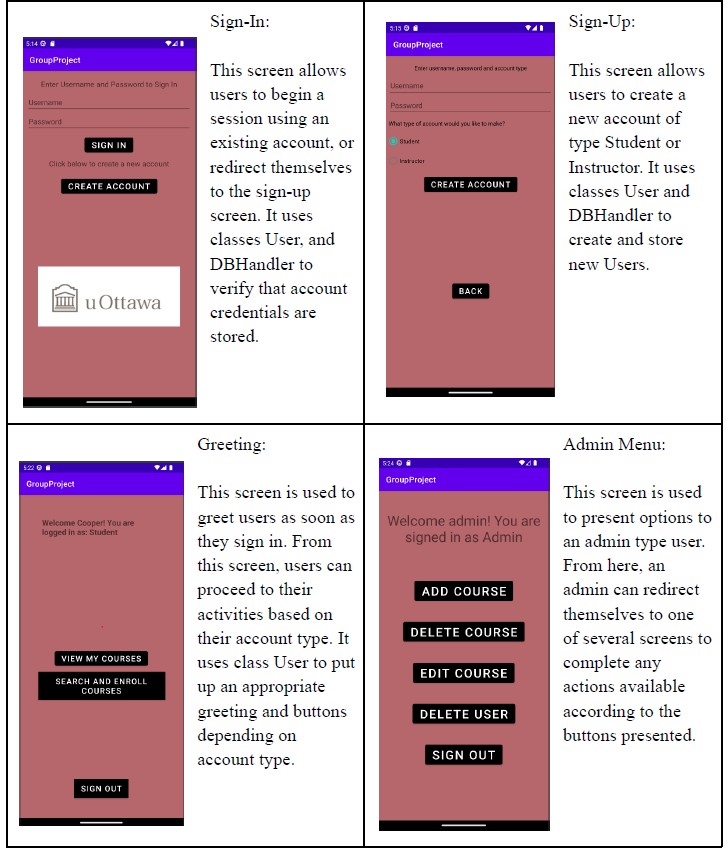 5:14
GroupProject
Enter Username and Password to Sign In
Username
Password
SIGN IN
Click below to create a new account
CREATE ACCOUNT
uOttawa
Sign-In:
This screen allows
users to begin a
session using an
existing account, or
redirect themselves
to the sign-up
screen. It uses
classes User, and
DBHandler to
verify that account
credentials are
stored.
5:15
GroupProject
Enter username, password and account type
Username
Password
What type of account would you like to make?
Student
Instructor
CREATE ACCOUNT
BACK
Sign-Up:
This screen allows
users to create a
new account of
type Student or
Instructor. It uses
classes User and
DBHandler to
create and store
new Users.
5:22
GroupProject
Welcome Cooper! You are
logged in as: Student
VIEW MY COURSES
SEARCH AND ENROLL
COURSES
SIGN OUT
Greeting:
This screen is used to
greet users as soon as
they sign in. From
this screen, users can
proceed to their
activities based on
their account type. It
uses class User to put
up an appropriate
greeting and buttons
depending on
account type.
5:24
GroupProject
Welcome admin! You are
signed in as Admin
ADD COURSE
DELETE COURSE
EDIT COURSE
DELETE USER
SIGN OUT
Admin Menu:
This screen is used
to present options to
an admin type user.
From here, an
admin can redirect
themselves to one
of several screens to
complete any
actions available
according to the
buttons presented.